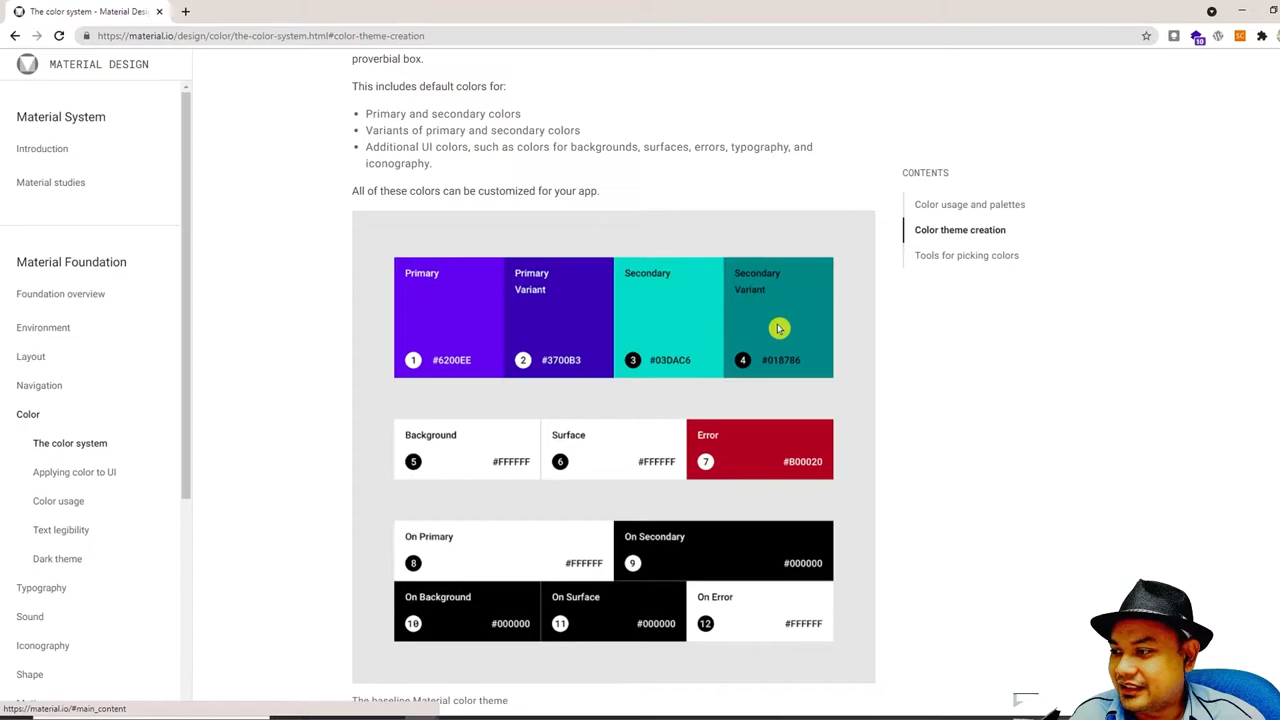 The color system - Material Desi
https://material.io/design/color/the-color-system.html#color-theme-creation
10
SC
MATERIAL DESIGN
Material System
Introduction
Material studies
Material Foundation
Foundation overview
Environment
Layout
Navigation
Color
The color system
Applying color to UI
Color usage
Text legibility
Dark theme
Typography
Sound
Iconography
Shape
https://material.io/#main_content
proverbial box.
This includes default colors for:
• Primary and secondary colors
• Variants of primary and secondary colors
• Additional UI colors, such as colors for backgrounds, surfaces, errors, typography, and
iconography.
All of these colors can be customized for your app.
Primary
1 #6200EE
Primary
Variant
2 #3700B3
Secondary
3 #03DAC6
Secondary
Variant
4 #018786
Background
5 #FFFFFF
Surface
6 #FFFFFF
Error
7 #B00020
On Primary
8 #FFFFFF
On Secondary
9 #000000
On Background
10 #000000
On Surface
11 #000000
On Error
12 #FFFFFF
The baseline Material color theme
CONTENTS
Color usage and palettes
Color theme creation
Tools for picking colors